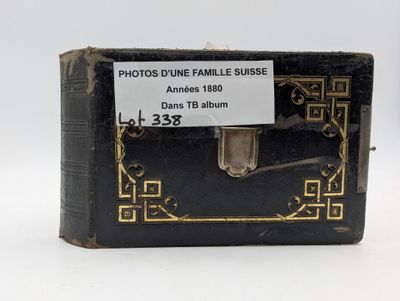 PHOTOS D'UNE FAMILLE SUISSE
Années 1880
Dans TB album
Lot 338